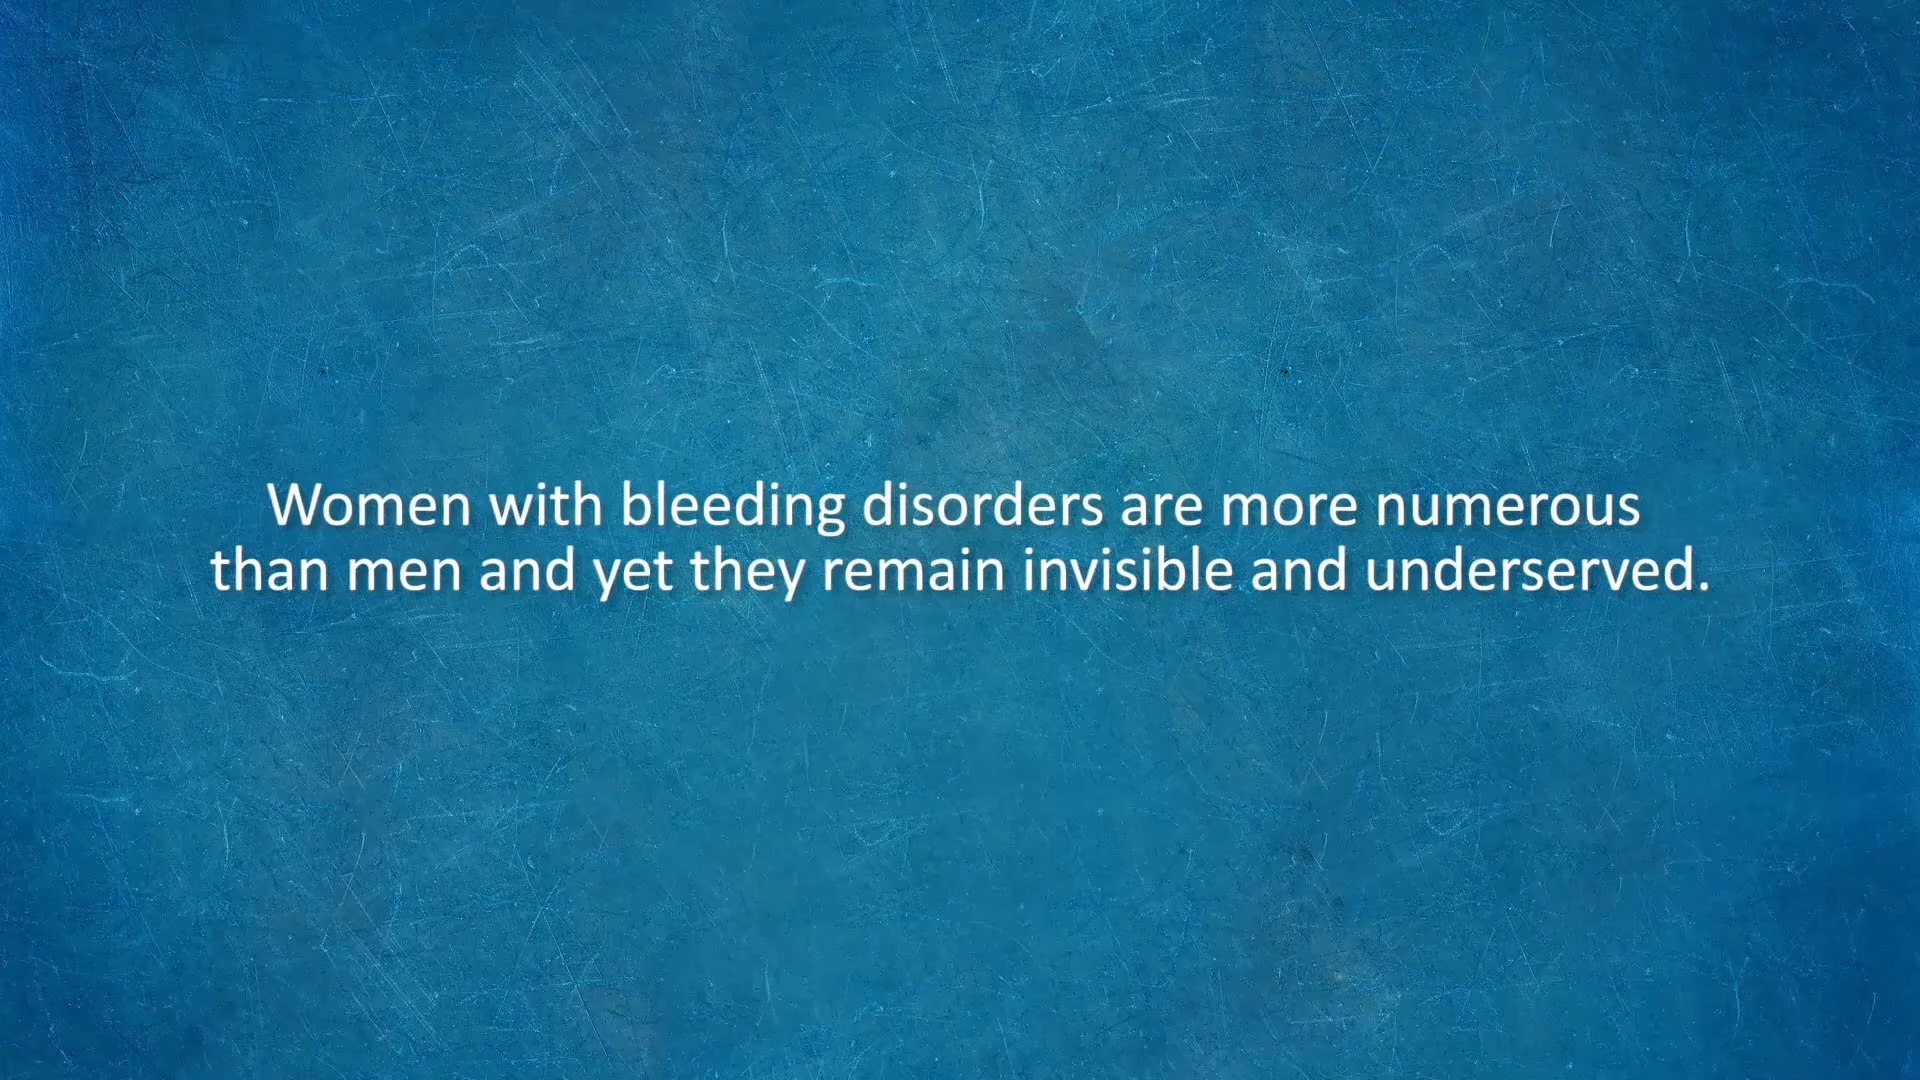 Women with bleeding disorders are more numerous
than men and yet they remain invisible and underserved.